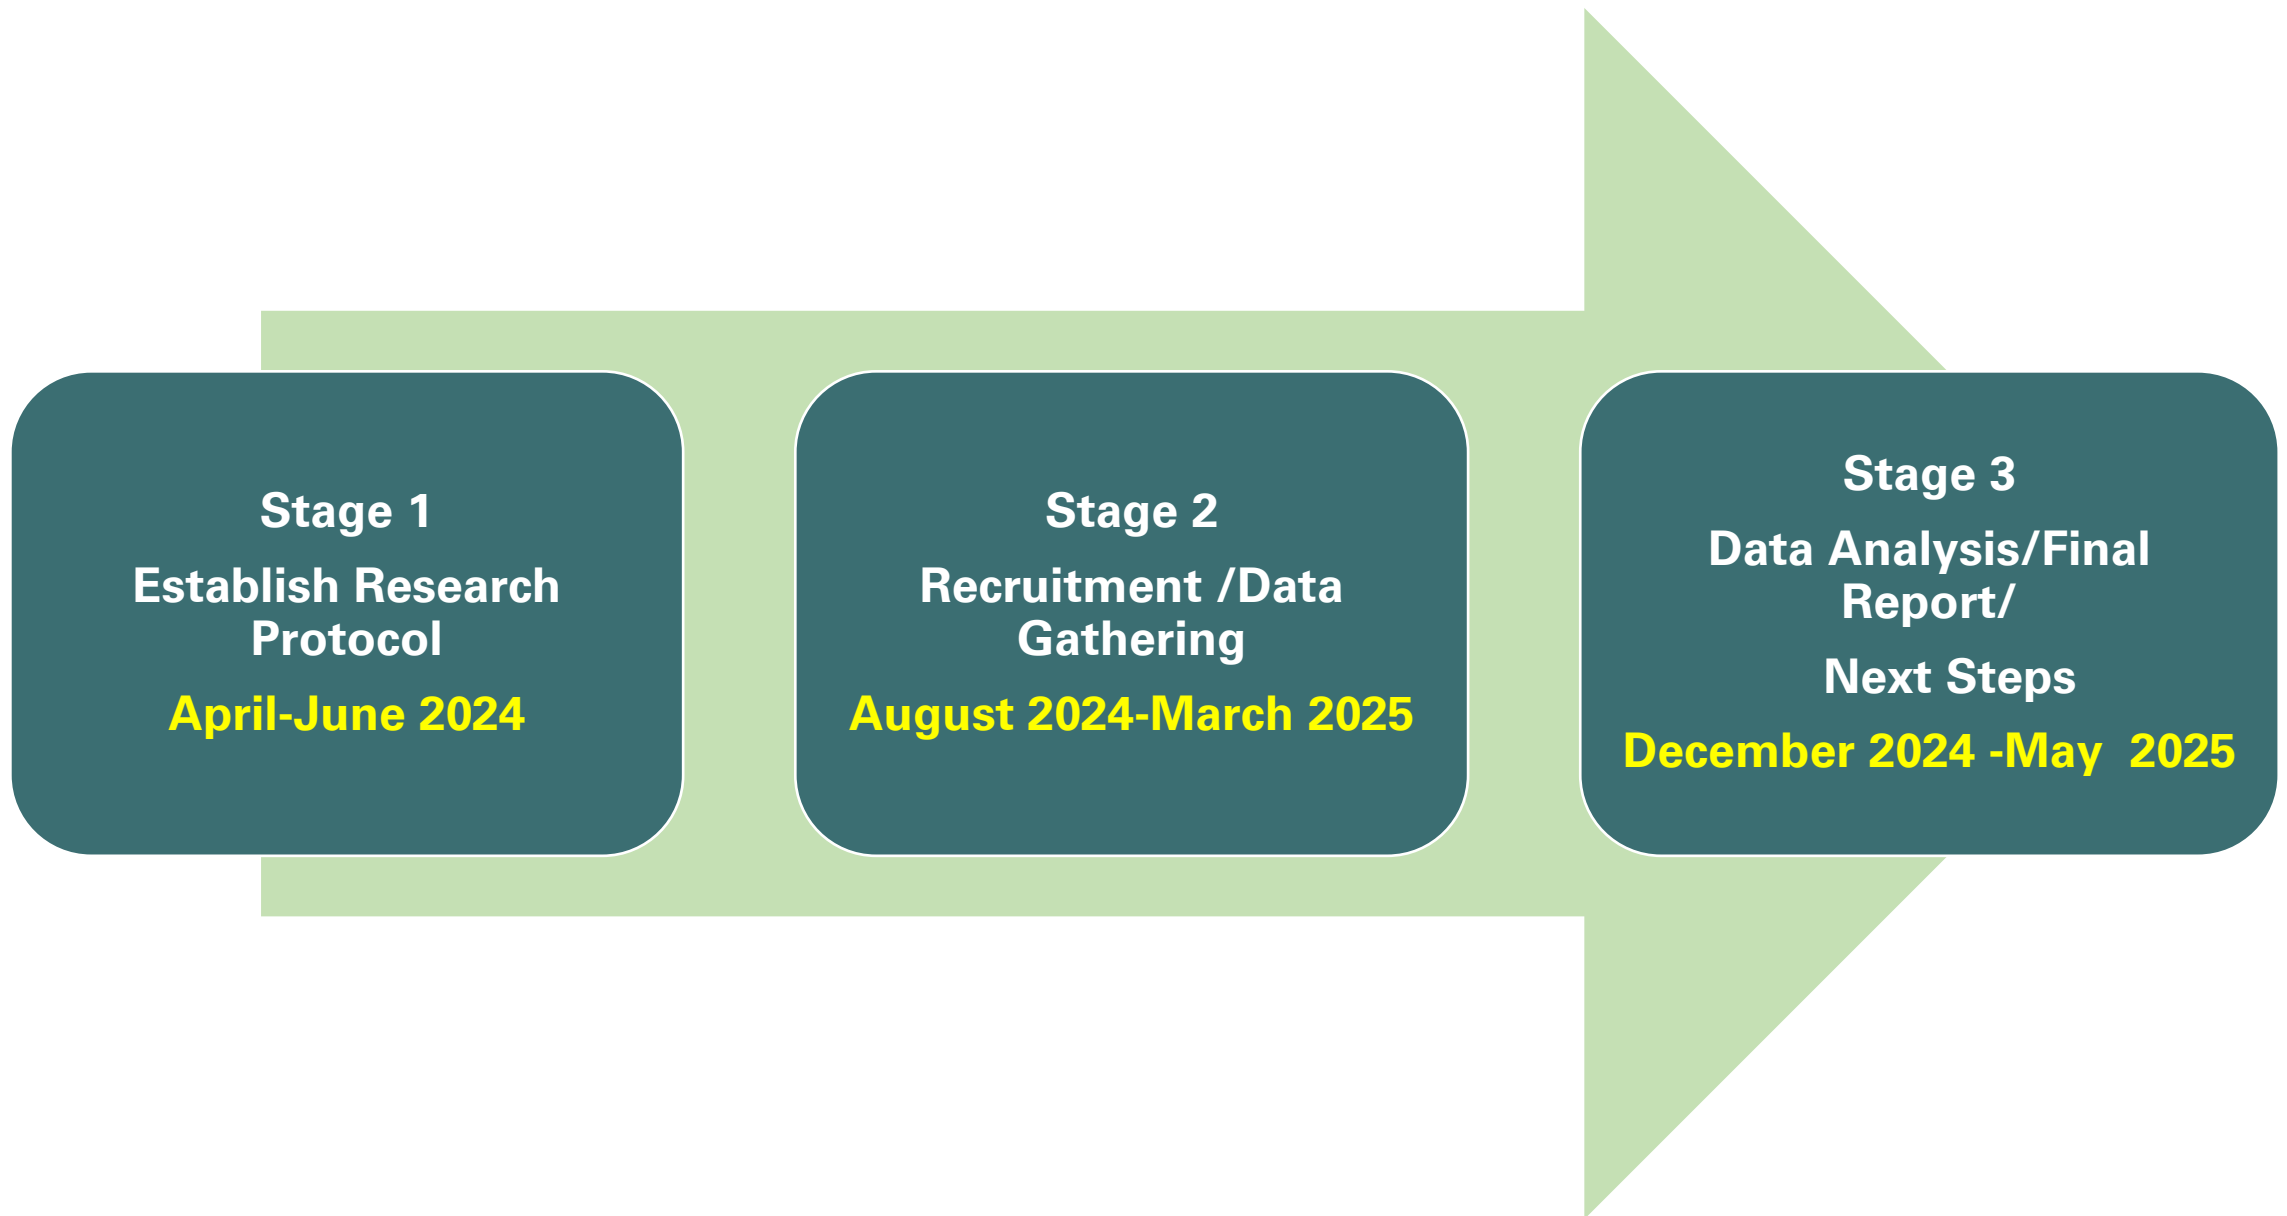 Stage 1
Establish Research
Protocol
April-June 2024
Stage 2
Recruitment /Data
Gathering
August 2024-March 2025
Stage 3
Data Analysis/Final
Report/
Next Steps
December 2024 -May  2025